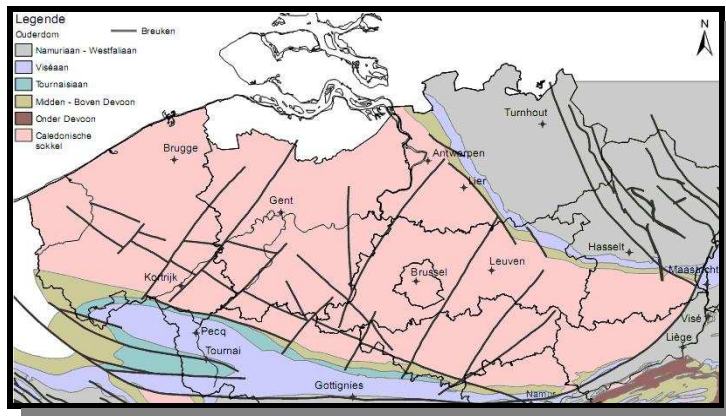 Legende
Ouderdom
Breuken
N
Namuriaan - Westfaliaan
Viséaan
Tournaisiaan
Midden - Boven Devoon
Onder Devoon
Caledonische
sokkel
Turnhout
Brugge
Antwerpen
Lier
Gent
Hasselt
Leuven
Maastricht
Kortrijk
Brussel
Visé
Pecq
Liège
Tournai
Gottignies
Namur